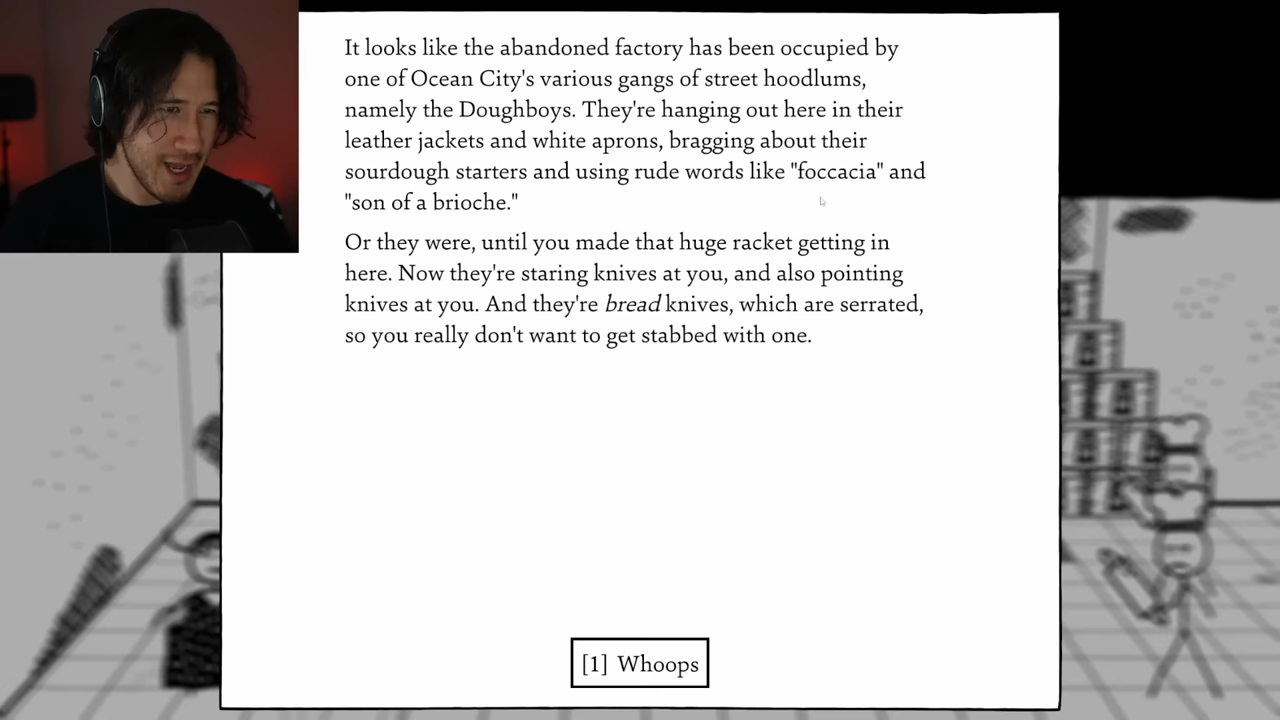 It looks like the abandoned factory has been occupied by
one of Ocean City's various gangs of street hoodlums,
namely the Doughboys. They're hanging out here in their
leather jackets and white aprons, bragging about their
sourdough starters and using rude words like "foccacia" and
"son of a brioche."
Or they were, until you made that huge racket getting in
here. Now they're staring knives at you, and also pointing
knives at you. And they're bread knives, which are serrated,
so you really don't want to get stabbed with one.
[1] Whoops